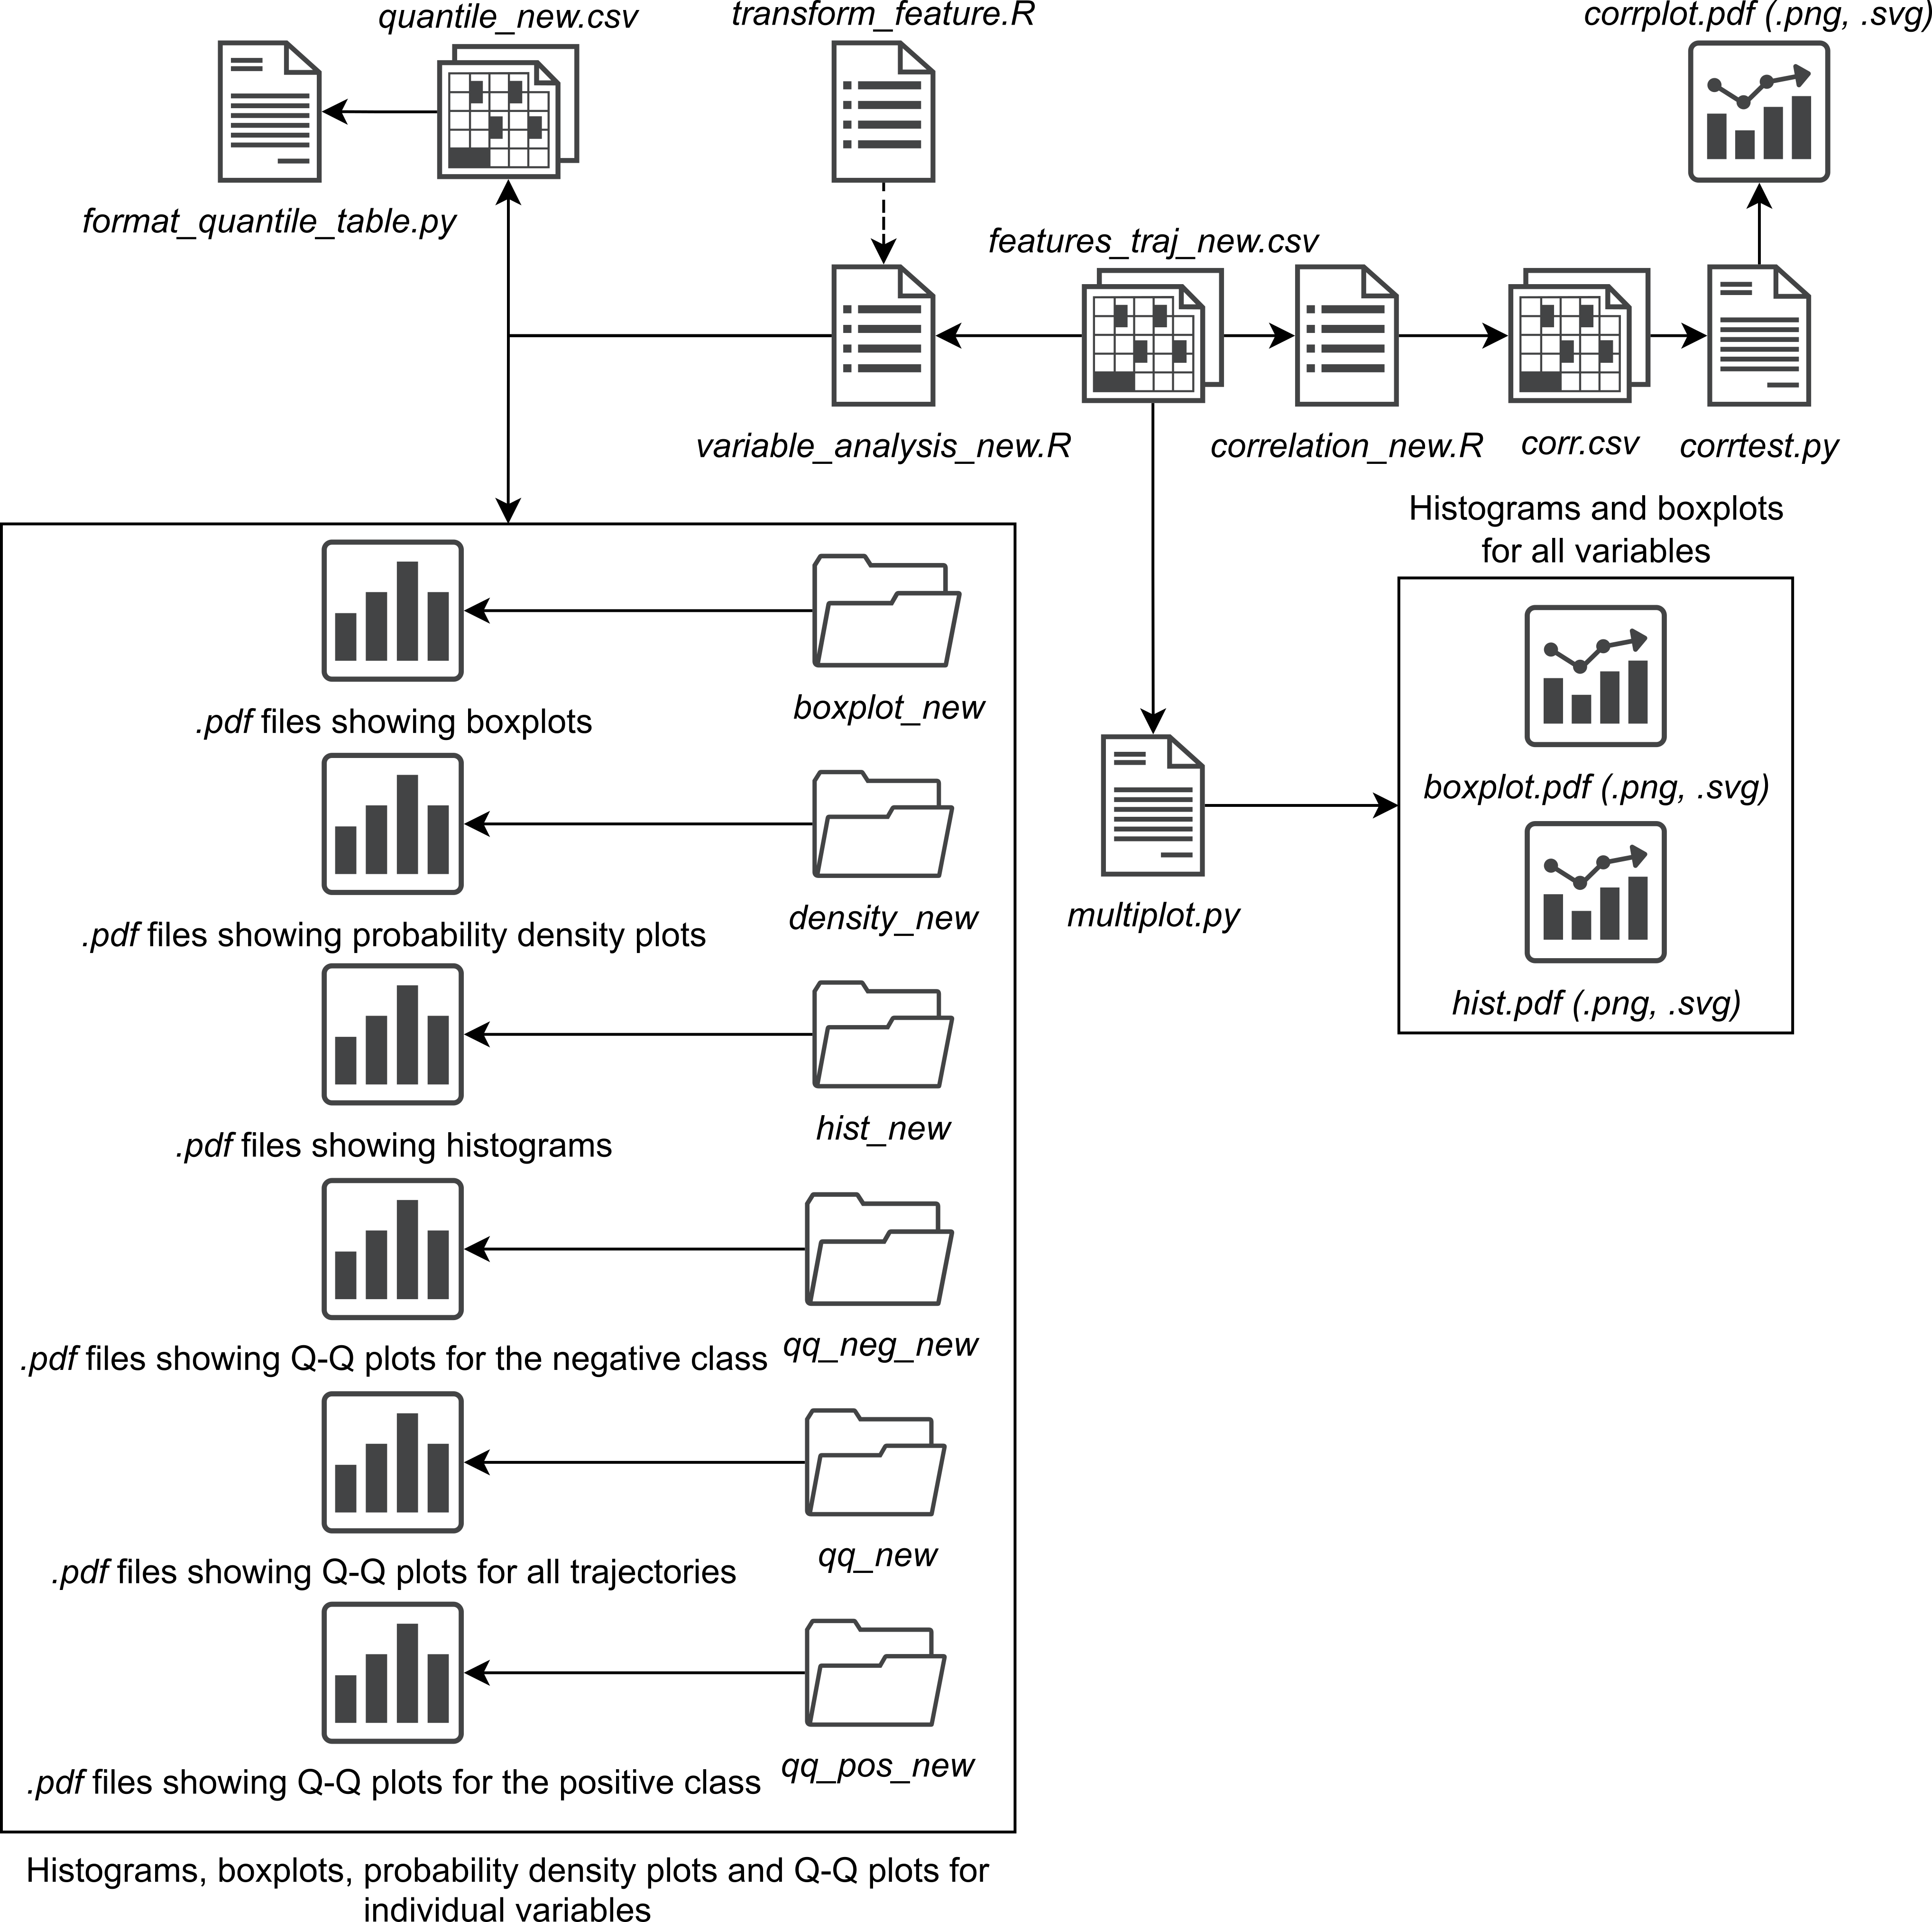 quantile_new.csv
transform_feature.R
corrplot.pdf (.png, .svg)
format_quantile_table.py
features_traj_new.csv
variable_analysis_new.R
correlation_new.R
corr.csv
corrtest.py
Histograms and boxplots
for all variables
boxplot_new
.pdf files showing boxplots
boxplot.pdf (.png, .svg)
density_new
multiplot.py
.pdf files showing probability density plots
hist.pdf (.png, .svg)
hist_new
.pdf files showing histograms
qq_neg_new
.pdf files showing Q-Q plots for the negative class
qq_new
.pdf files showing Q-Q plots for all trajectories
qq_pos_new
.pdf files showing Q-Q plots for the positive class
Histograms, boxplots, probability density plots and Q-Q plots for
individual variables